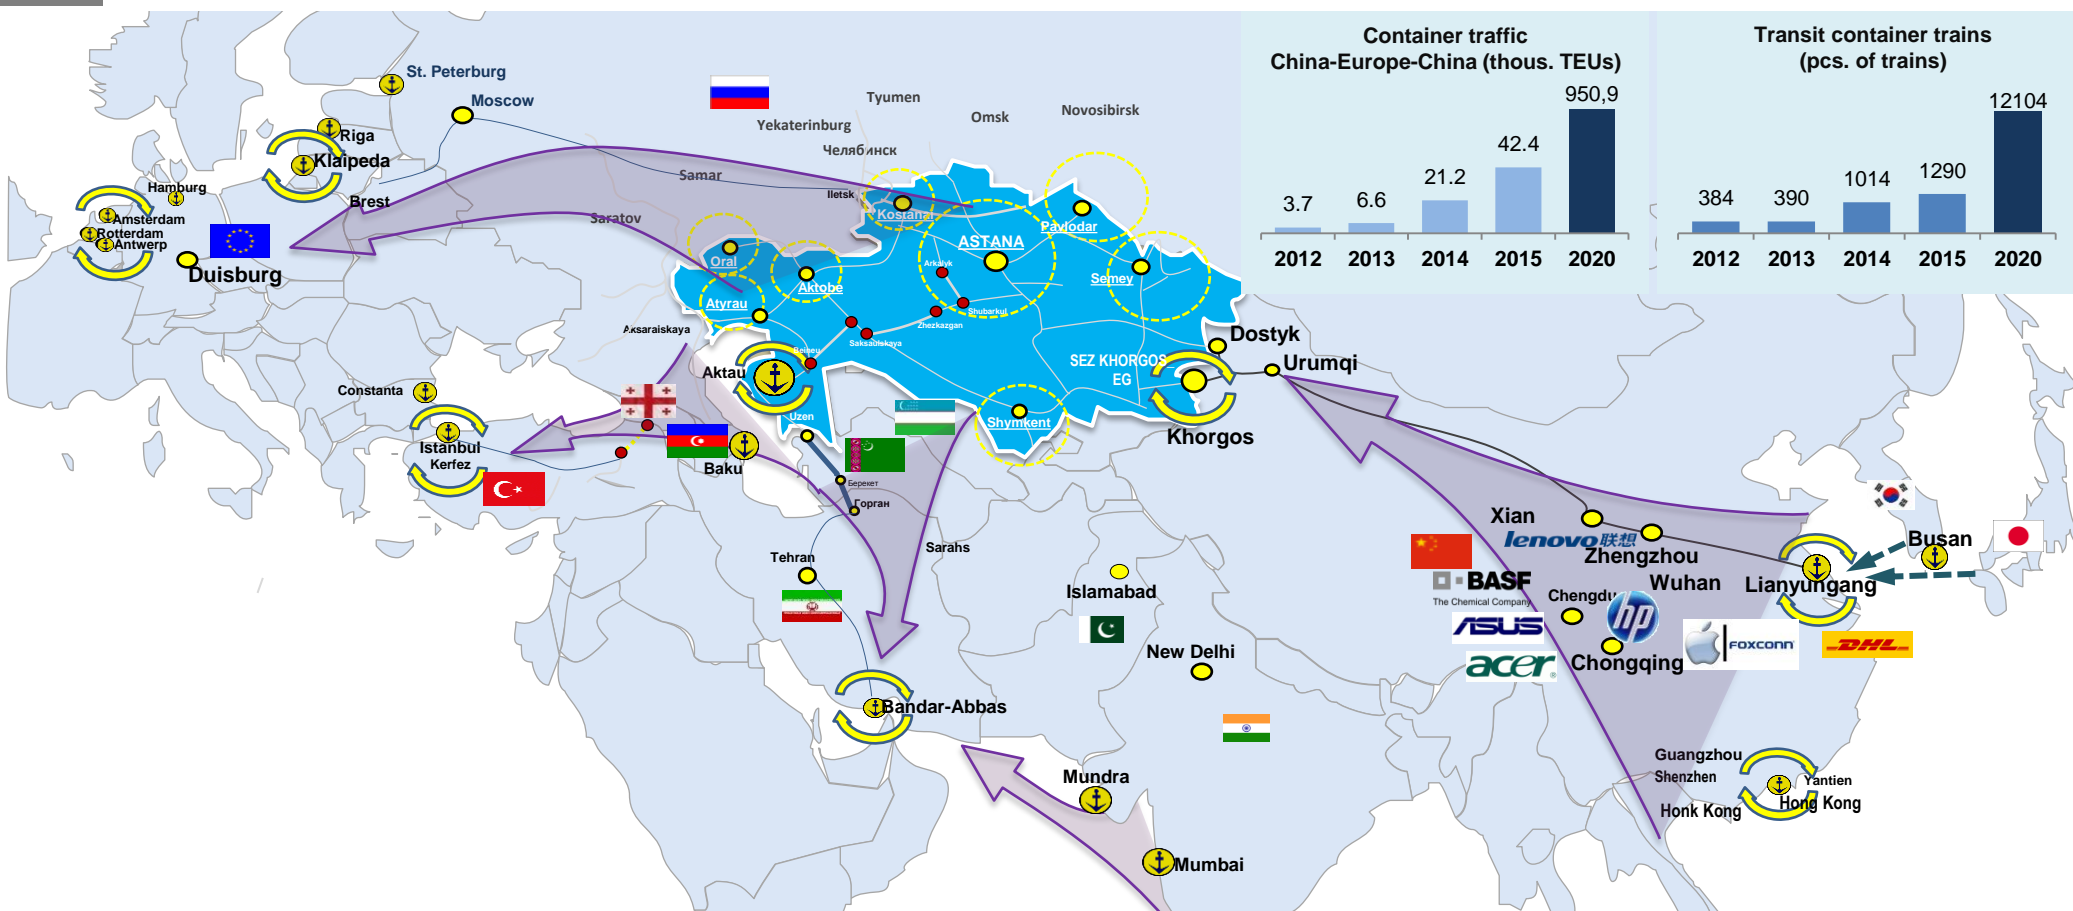 Container traffic
China-Europe-China (thous. TEUs)
3.7
6.6
21.2
42.4
950,9
2012
2013
2014
2015
2020
Transit container trains
(pcs. of trains)
384
390
1014
1290
12104
2012
2013
2014
2015
2020
St. Peterburg
Moscow
Riga
Klaipeda
Hamburg
Brest
Amsterdam
Rotterdam
Antwerp
Duisburg
Tyumen
Omsk
Novosibirsk
Yekaterinburg
Челябинск
Samar
Saratov
Iletsk
Kostanai
Pavlodar
ASTANA
Oral
Aktobe
Arkalyk
Semey
Atyrau
Shubarkul
Zhezkazgan
Saksaulskaya
Beineu
Aksaraiskaya
Aktau
Uzen
SEZ KHORGOS
EG
Shymkent
Dostyk
Urumqi
Khorgos
Constanta
Istanbul
Kerfez
Baku
Берекет
Горган
Sarahs
Tehran
Islamabad
New Delhi
Bandar-Abbas
Mundra
Mumbai
Xian
lenovo联想
Zhengzhou
Wuhan
BASF
The Chemical Company
Chengdu
hp
ASUS
acer
Chongqing
FOXCONN
DHL
Lianyungang
Busan
Guangzhou
Shenzhen
Yantien
Honk Kong
Hong Kong